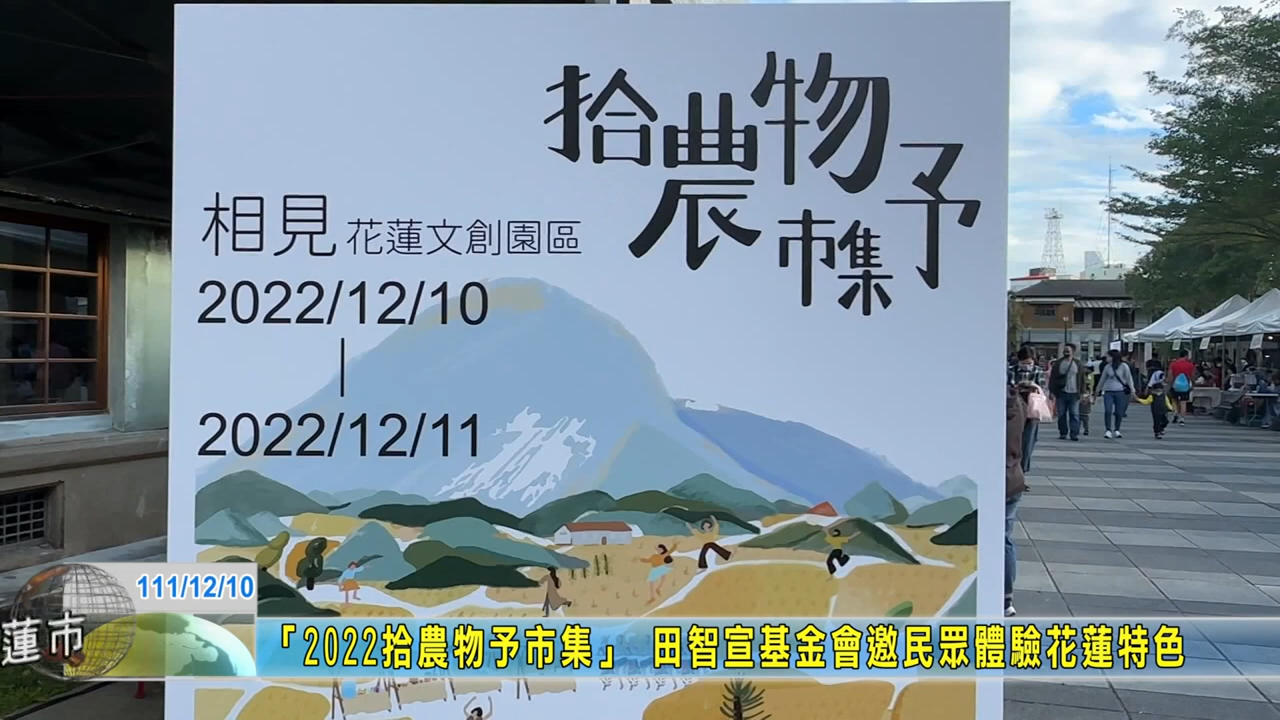 拾農物予
市集
相見 花蓮文創園區
2022/12/10
|
2022/12/11
111/12/10
蓮市
「2022拾農物予市集」 田智宣基金會邀民眾體驗花蓮特色